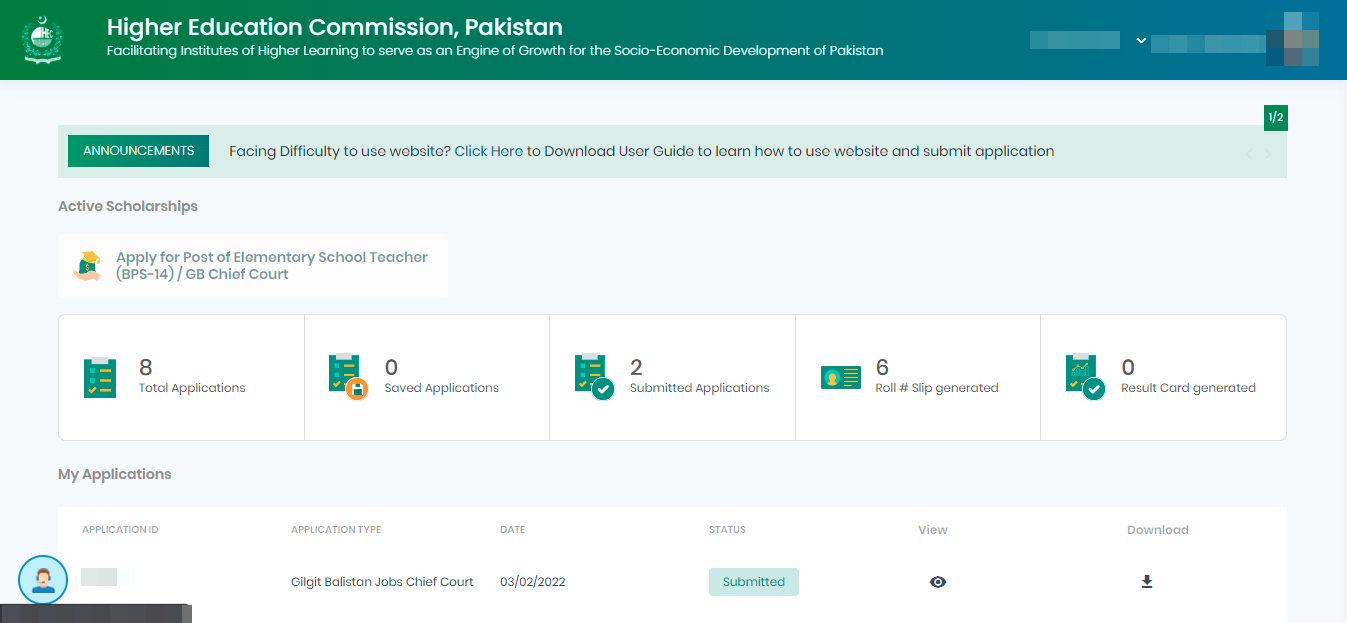 Higher Education Commission, Pakistan
Facilitating Institutes of Higher Learning to serve as an Engine of Growth for the Socio-Economic Development of Pakistan
HEC
1/2
ANNOUNCEMENTS
Facing Difficulty to use website? Click Here to Download User Guide to learn how to use website and submit application
Active Scholarships
Apply for Post of Elementary School Teacher
(BPS-14) / GB Chief Court
8
Total Applications
0
Saved Applications
2
Submitted Applications
6
Roll # Slip generated
0
Result Card generated
My Applications
APPLICATION ID APPLICATION TYPE DATE STATUS View Download
Gilgit Balistan Jobs Chief Court 03/02/2022 Submitted